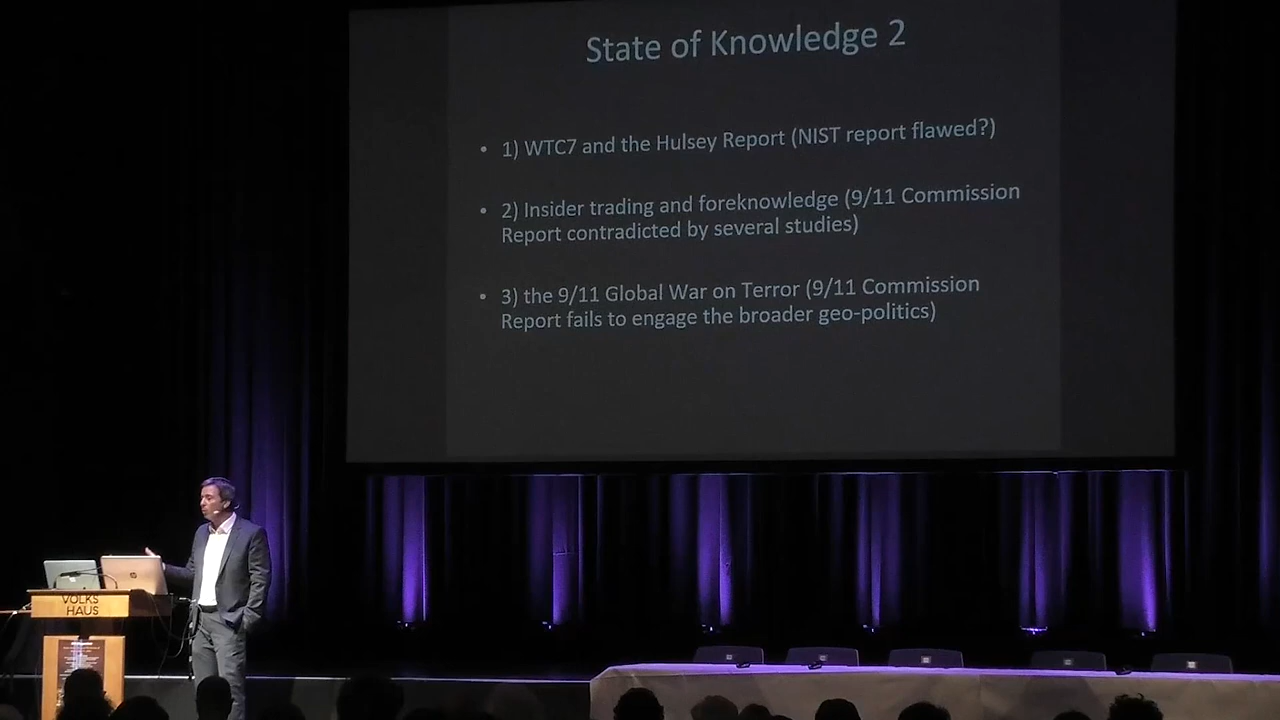 State of Knowledge 2
• 1) WTC7 and the Hulsey Report (NIST report flawed?)
• 2) Insider trading and foreknowledge (9/11 Commission
Report contradicted by several studies)
• 3) the 9/11 Global War on Terror (9/11 Commission
Report fails to engage the broader geo-politics)
VOLKS
HAUS
hp